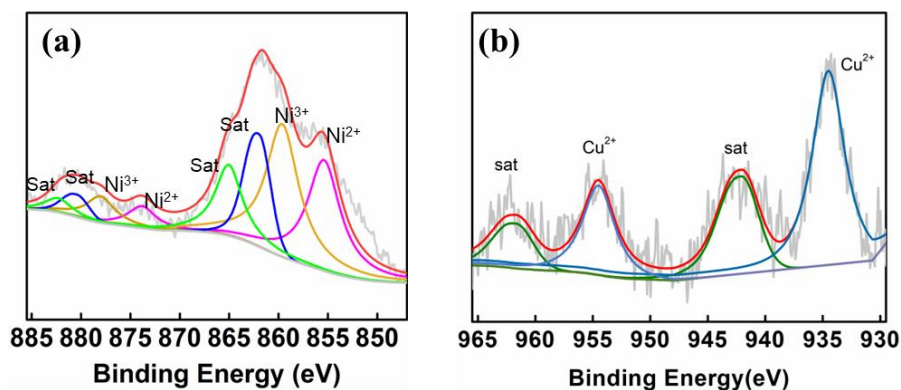 (a)
Sat
Sat
Ni3+
Ni2+
Sat
Sat
Ni3+
Ni2+
885 880 875 870 865 860 855 850
Binding Energy (eV)
(b)
sat
Cu2+
sat
Cu2+
965 960 955 950 945 940 935 930
Binding Energy(eV)